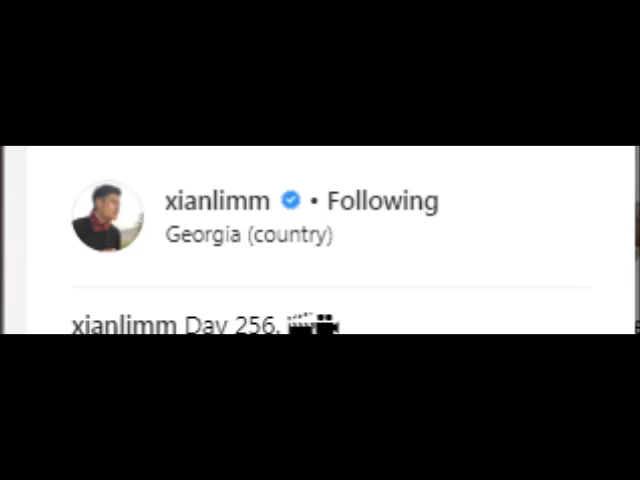 xianlimm • Following
Georgia (country)
xianlimm Day 256. 🎬🎥